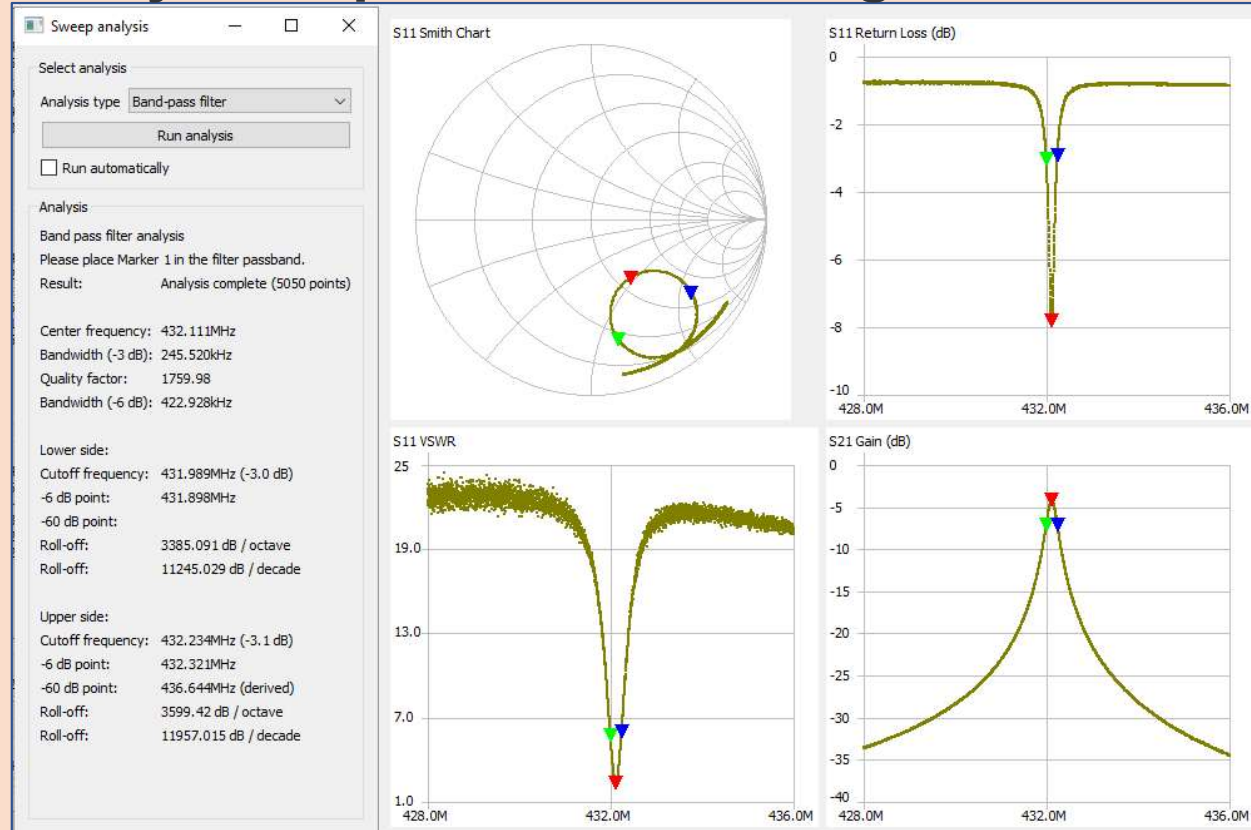 Sweep analysis
Select analysis
Analysis type Band-pass filter
Run analysis
Run automatically
Analysis
Band pass filter analysis
Please place Marker 1 in the filter passband.
Result: Analysis complete (5050 points)
Center frequency: 432.111MHz
Bandwidth (-3 dB): 245.520kHz
Quality factor: 1759.98
Bandwidth (-6 dB): 422.928kHz
Lower side:
Cutoff frequency: 431.989MHz (-3.0 dB)
-6 dB point: 431.898MHz
-60 dB point:
Roll-off: 3385.091 dB / octave
Roll-off: 11245.029 dB / decade
Upper side:
Cutoff frequency: 432.234MHz (-3.1 dB)
-6 dB point: 432.321MHz
-60 dB point: 436.644MHz (derived)
Roll-off: 3599.42 dB / octave
Roll-off: 11957.015 dB / decade
S11 Smith Chart
S11 Return Loss (dB)
0
-2
-4
-6
-8
-10
428.0M 432.0M 436.0M
S11 VSWR
25
19.0
13.0
7.0
1.0
428.0M 432.0M 436.0M
S21 Gain (dB)
0
-5
-10
-15
-20
-25
-30
-35
-40
428.0M 432.0M 436.0M